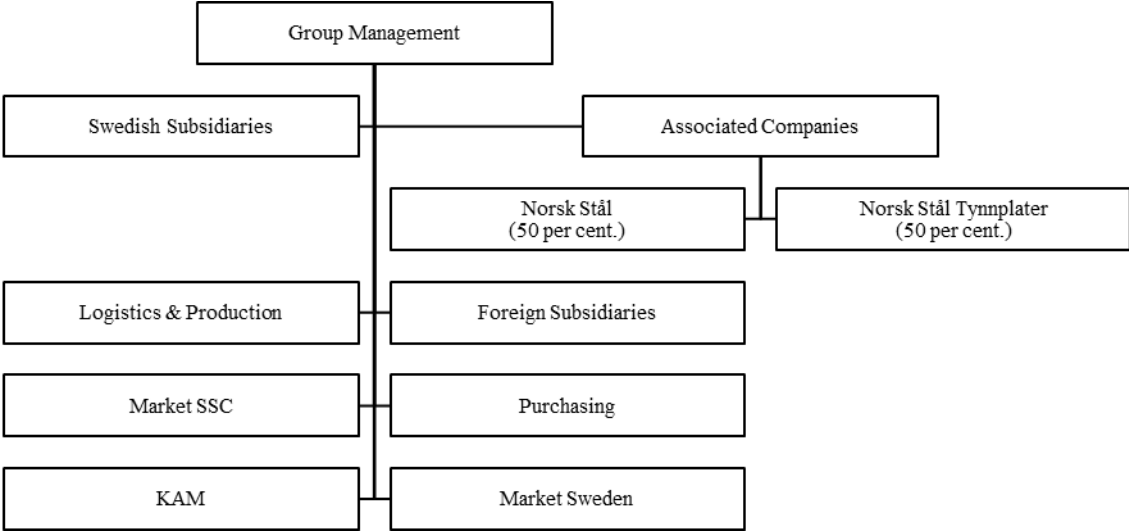 Group Management
Swedish Subsidiaries
Associated Companies
Norsk Stål
(50 per cent.)
Norsk Stål Tynnplater
(50 per cent.)
Logistics & Production
Foreign Subsidiaries
Market SSC
Purchasing
KAM
Market Sweden